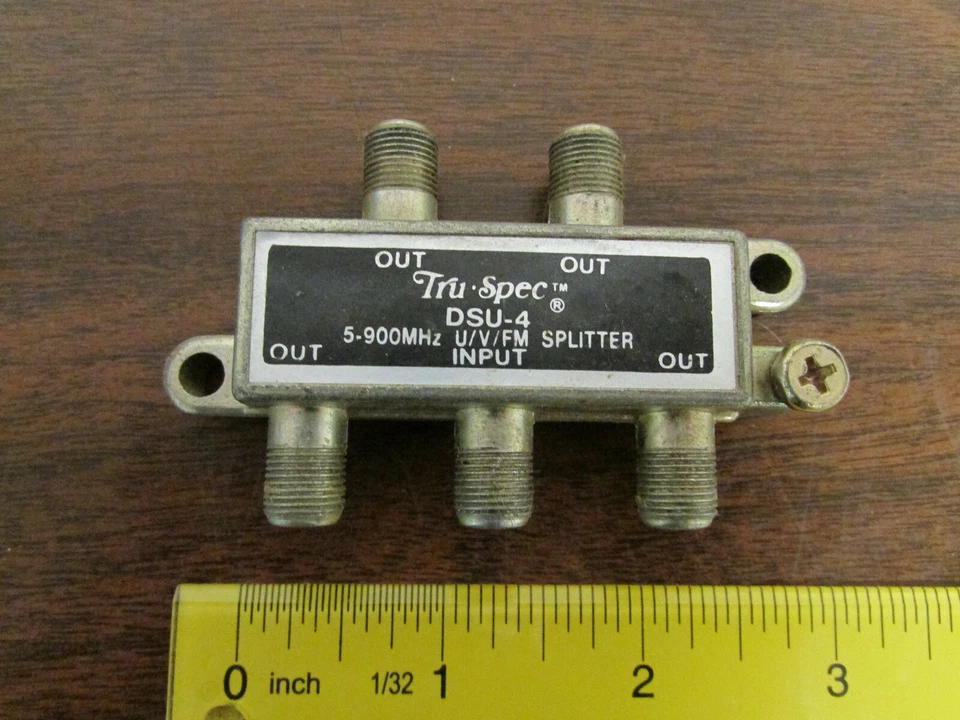 OUT OUT
Tru·Spec™
®
DSU-4
5-900MHz U/V/FM SPLITTER
OUT INPUT OUT
0 inch 1/32 1 2 3